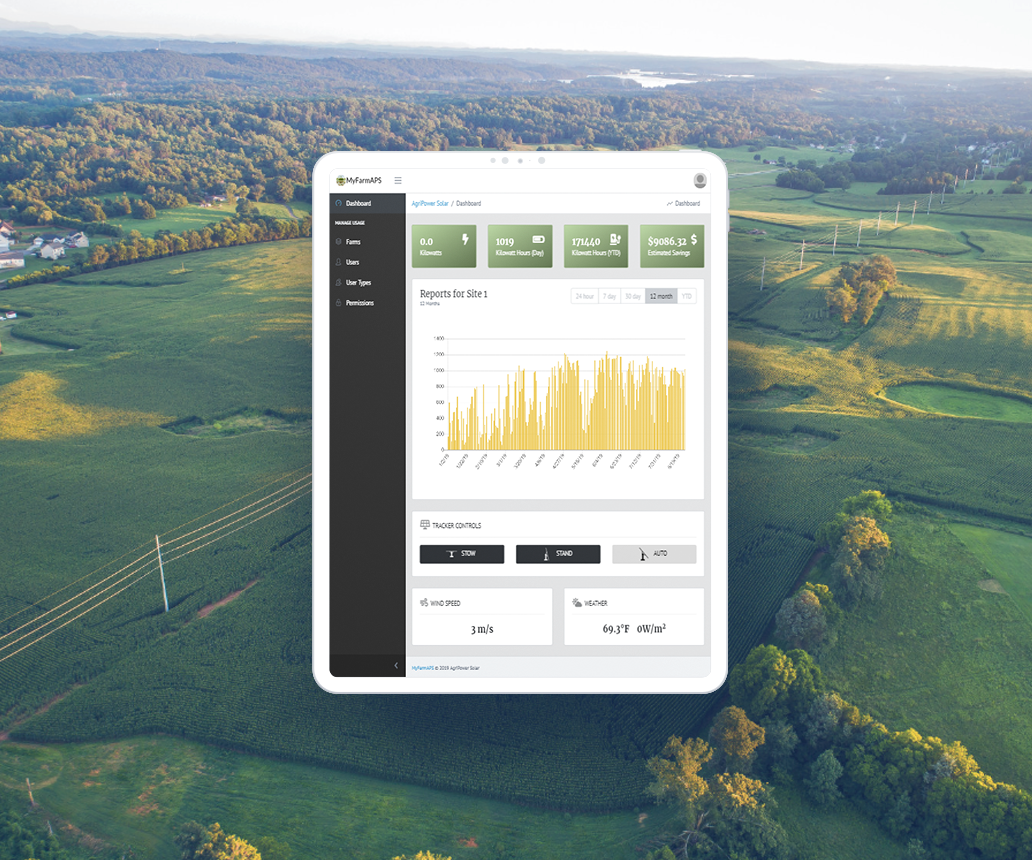 MyFarmAPS
Dashboard
AgriPower Solar / Dashboard
Dashboard
MANAGE USAGE
Farms
Users
User Types
Permissions
0.0
Kilowatts
1019
Kilowatt Hours (Day)
171440
Kilowatt Hours (YTD)
$9086.32 $
Estimated Savings
Reports for Site 1
12 Months
24 hour 7 day 30 day 12 month YTD
1400
1200
1000
800
600
400
200
0
TRACKER CONTROLS
STOW STAND AUTO
WIND SPEED
3 m/s
WEATHER
69.3°F 0W/m²
MyFarmAPS © 2019 AgriPower Solar